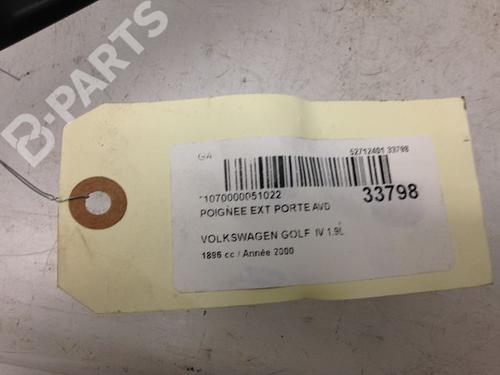 B-PARTS
GA
52712401 33798
*1070000051022
33798
POIGNEE EXT PORTE AVD
VOLKSWAGEN GOLF IV 1.9L
1896 cc / Année 2000